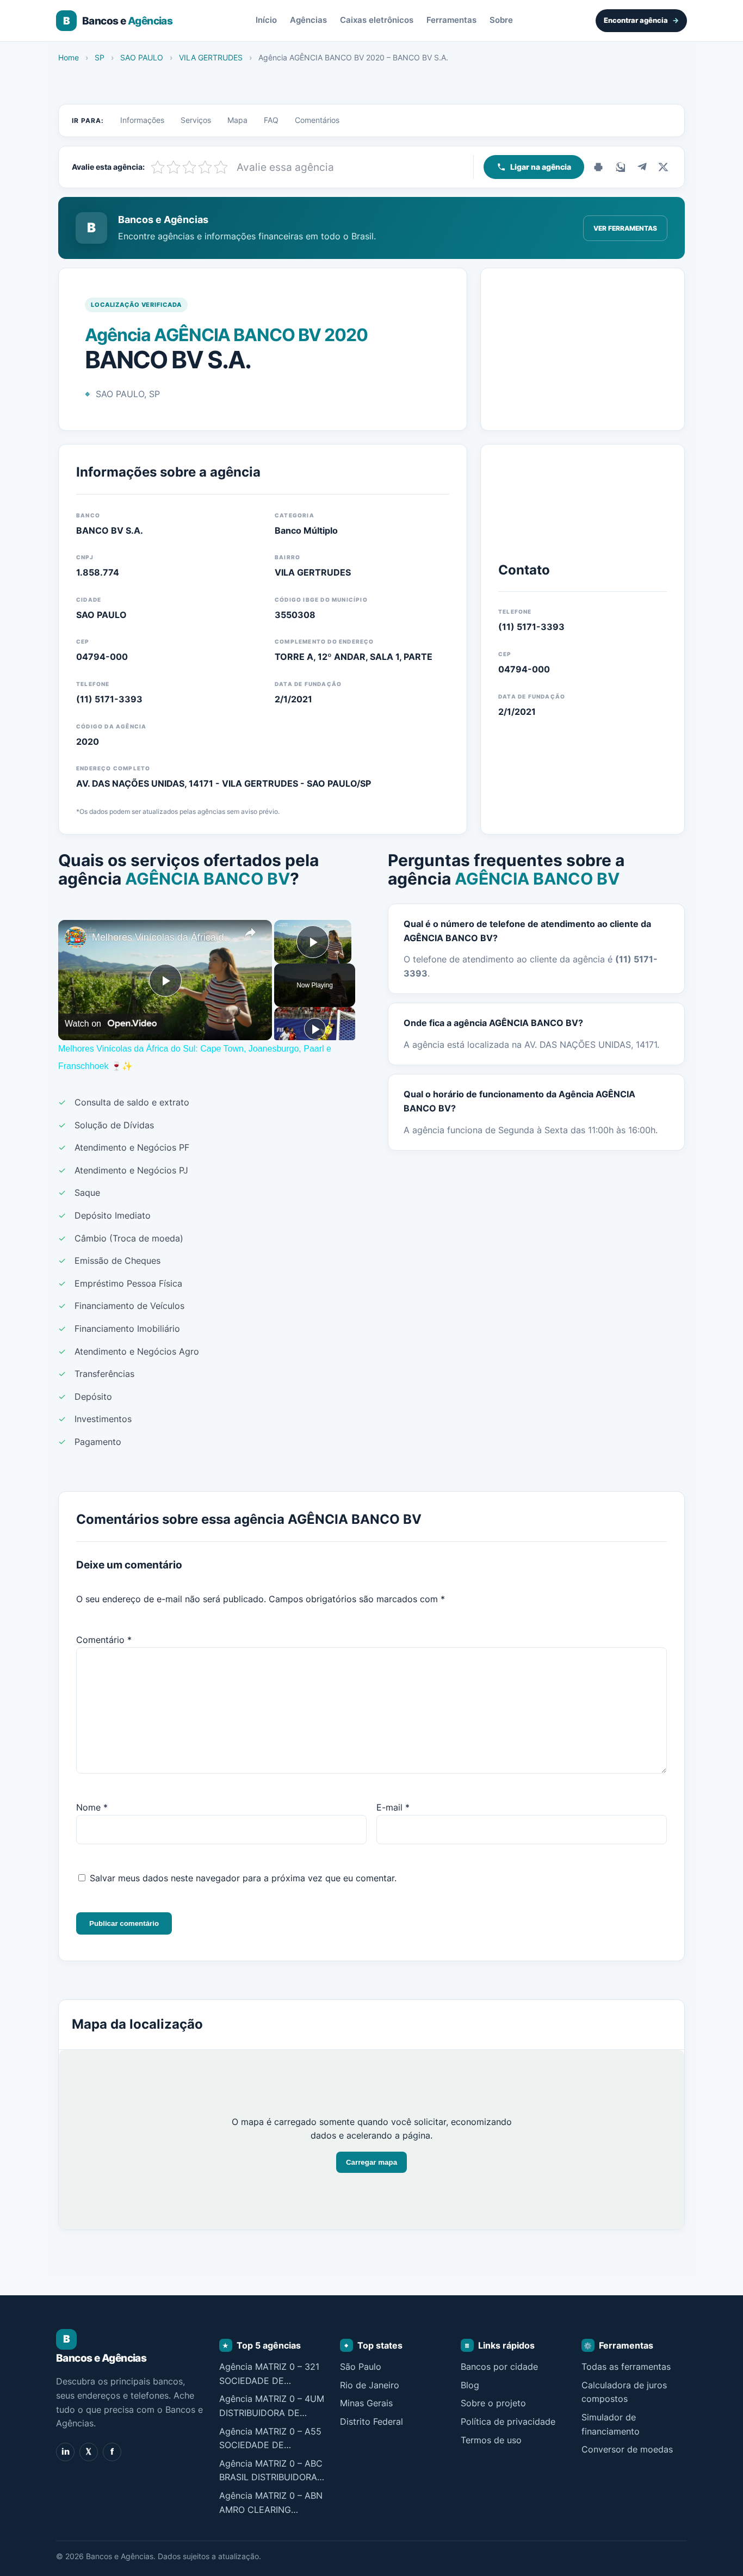 B Bancos e Agências
Início Agências Caixas eletrônicos Ferramentas Sobre
Encontrar agência →
Home › SP › SAO PAULO › VILA GERTRUDES › Agência AGÊNCIA BANCO BV 2020 – BANCO BV S.A.
IR PARA: Informações Serviços Mapa FAQ Comentários
Avalie esta agência: Avalie essa agência
Ligar na agência
B
Bancos e Agências
Encontre agências e informações financeiras em todo o Brasil.
VER FERRAMENTAS
LOCALIZAÇÃO VERIFICADA
Agência AGÊNCIA BANCO BV 2020
BANCO BV S.A.
SAO PAULO, SP
Informações sobre a agência
BANCO
BANCO BV S.A.
CATEGORIA
Banco Múltiplo
CNPJ
1.858.774
BAIRRO
VILA GERTRUDES
CIDADE
SAO PAULO
CÓDIGO IBGE DO MUNICÍPIO
3550308
CEP
04794-000
COMPLEMENTO DO ENDEREÇO
TORRE A, 12º ANDAR, SALA 1, PARTE
TELEFONE
(11) 5171-3393
DATA DE FUNDAÇÃO
2/1/2021
CÓDIGO DA AGÊNCIA
2020
ENDEREÇO COMPLETO
AV. DAS NAÇÕES UNIDAS, 14171 - VILA GERTRUDES - SAO PAULO/SP
*Os dados podem ser atualizados pelas agências sem aviso prévio.
Contato
TELEFONE
(11) 5171-3393
CEP
04794-000
DATA DE FUNDAÇÃO
2/1/2021
Quais os serviços ofertados pela
agência AGÊNCIA BANCO BV?
Melhores Vinícolas da África d
Watch on Open.Video
Now Playing
Melhores Vinícolas da África do Sul: Cape Town, Joanesburgo, Paarl e
Franschhoek 🍷✨
Consulta de saldo e extrato
Solução de Dívidas
Atendimento e Negócios PF
Atendimento e Negócios PJ
Saque
Depósito Imediato
Câmbio (Troca de moeda)
Emissão de Cheques
Empréstimo Pessoa Física
Financiamento de Veículos
Financiamento Imobiliário
Atendimento e Negócios Agro
Transferências
Depósito
Investimentos
Pagamento
Perguntas frequentes sobre a
agência AGÊNCIA BANCO BV
Qual é o número de telefone de atendimento ao cliente da
AGÊNCIA BANCO BV?
O telefone de atendimento ao cliente da agência é (11) 5171-
3393.
Onde fica a agência AGÊNCIA BANCO BV?
A agência está localizada na AV. DAS NAÇÕES UNIDAS, 14171.
Qual o horário de funcionamento da Agência AGÊNCIA
BANCO BV?
A agência funciona de Segunda à Sexta das 11:00h às 16:00h.
Comentários sobre essa agência AGÊNCIA BANCO BV
Deixe um comentário
O seu endereço de e-mail não será publicado. Campos obrigatórios são marcados com *
Comentário *
Nome *
E-mail *
Salvar meus dados neste navegador para a próxima vez que eu comentar.
Publicar comentário
Mapa da localização
O mapa é carregado somente quando você solicitar, economizando
dados e acelerando a página.
Carregar mapa
B
Bancos e Agências
Descubra os principais bancos,
seus endereços e telefones. Ache
tudo o que precisa com o Bancos e
Agências.
in X f
Top 5 agências
Agência MATRIZ 0 – 321
SOCIEDADE DE...
Agência MATRIZ 0 – 4UM
DISTRIBUIDORA DE...
Agência MATRIZ 0 – A55
SOCIEDADE DE...
Agência MATRIZ 0 – ABC
BRASIL DISTRIBUIDORA...
Agência MATRIZ 0 – ABN
AMRO CLEARING...
Top states
São Paulo
Rio de Janeiro
Minas Gerais
Distrito Federal
Links rápidos
Bancos por cidade
Blog
Sobre o projeto
Política de privacidade
Termos de uso
Ferramentas
Todas as ferramentas
Calculadora de juros
compostos
Simulador de
financiamento
Conversor de moedas
© 2026 Bancos e Agências. Dados sujeitos a atualização.